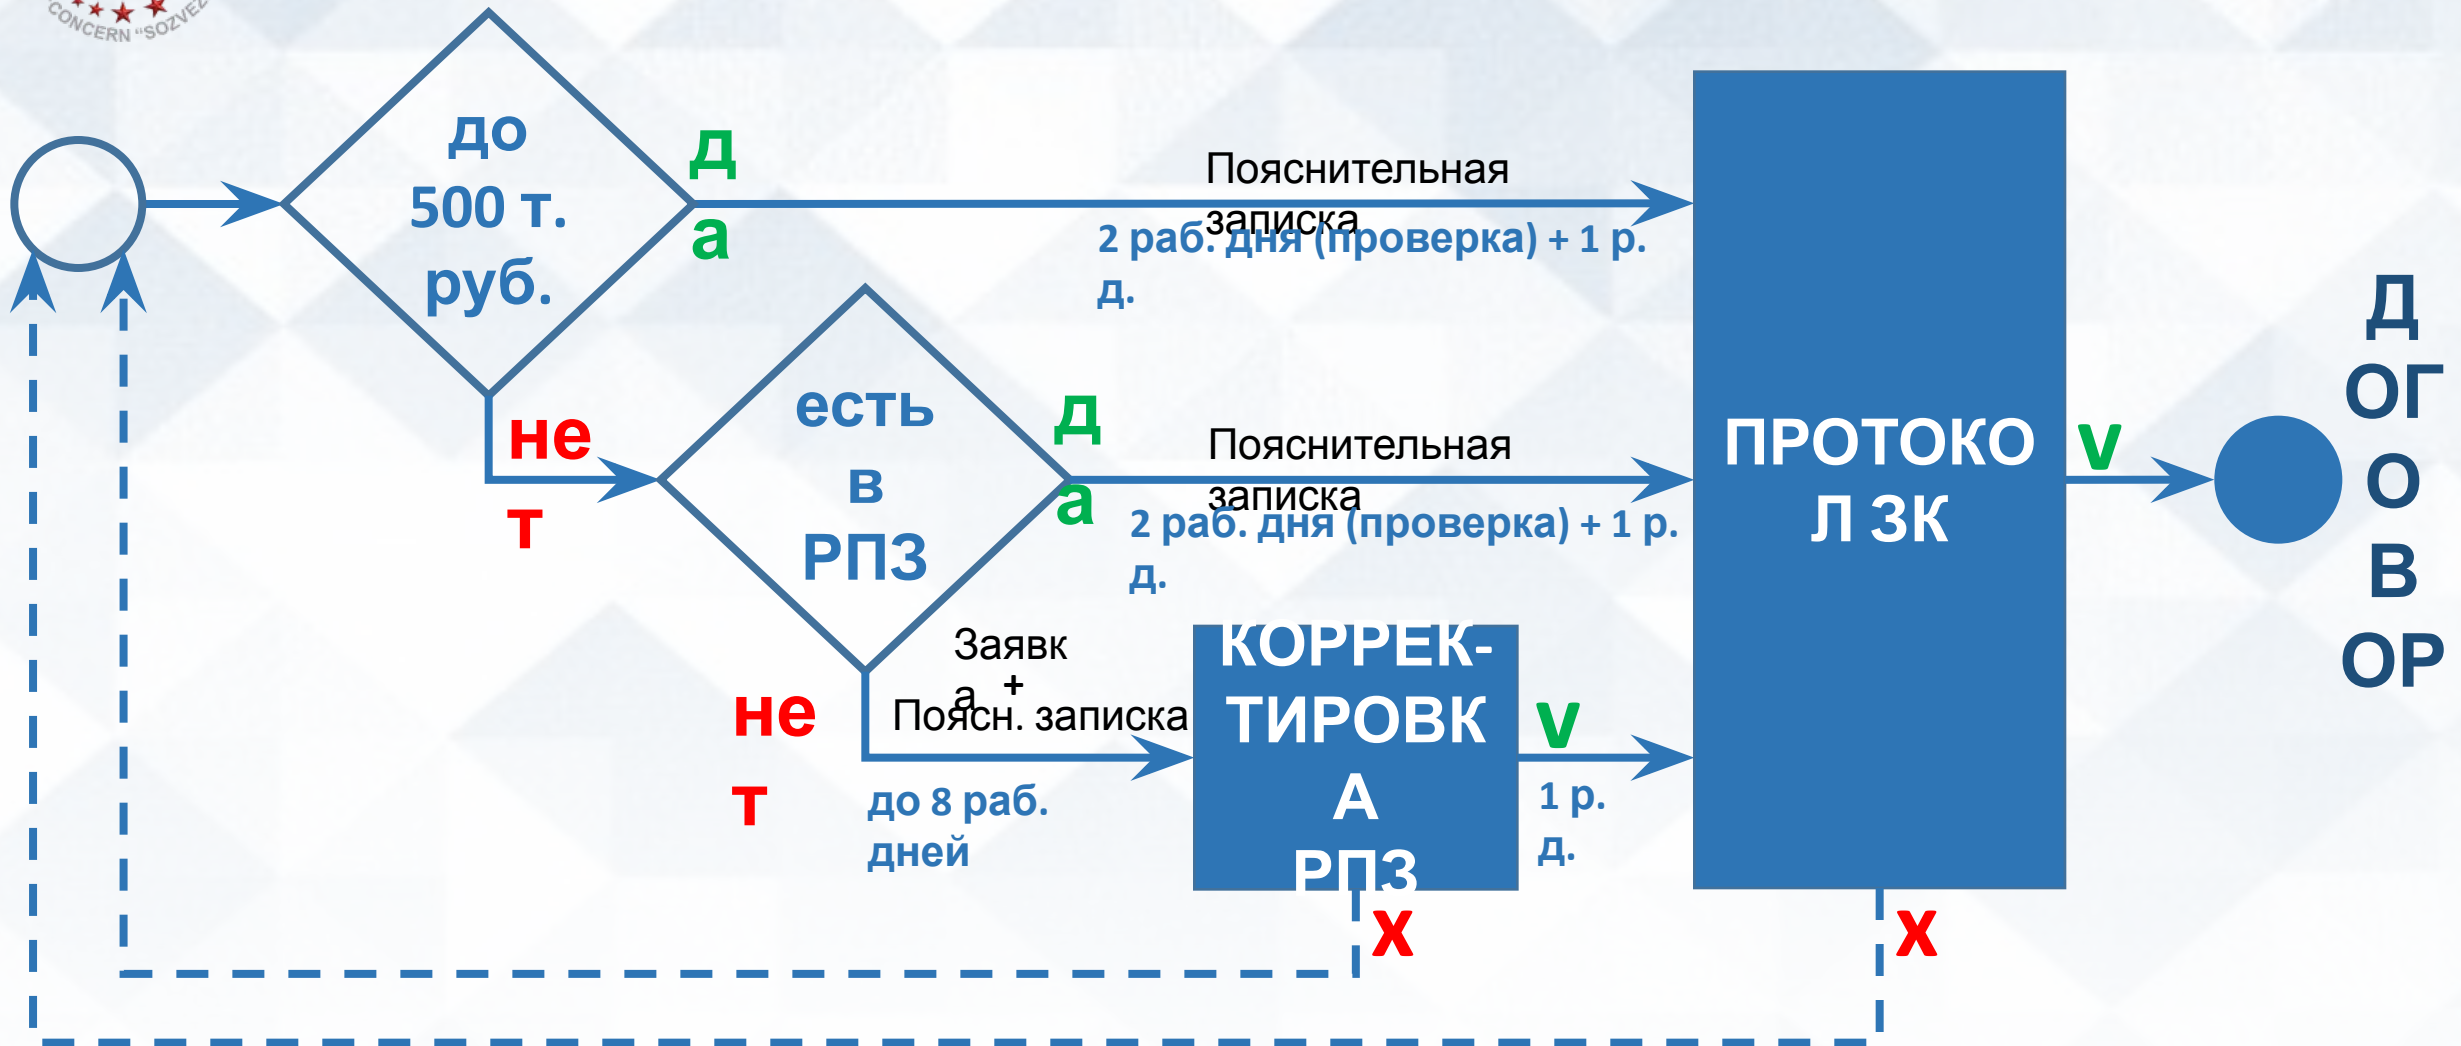 CONCERN "SOZVEZ
до
500 т.
руб.
д
а
Пояснительная
записка
2 раб. дня (проверка) + 1 р.
д.
не
т
есть
в
РПЗ
д
а
Пояснительная
записка
2 раб. дня (проверка) + 1 р.
д.
не
т
Заявк
а +
Поясн. записка
до 8 раб.
дней
КОРРЕК-
ТИРОВК
А
РПЗ
v
1 р.
д.
x
ПРОТОКО
Л ЗК
v
x
Д
ОГ
О
В
ОР